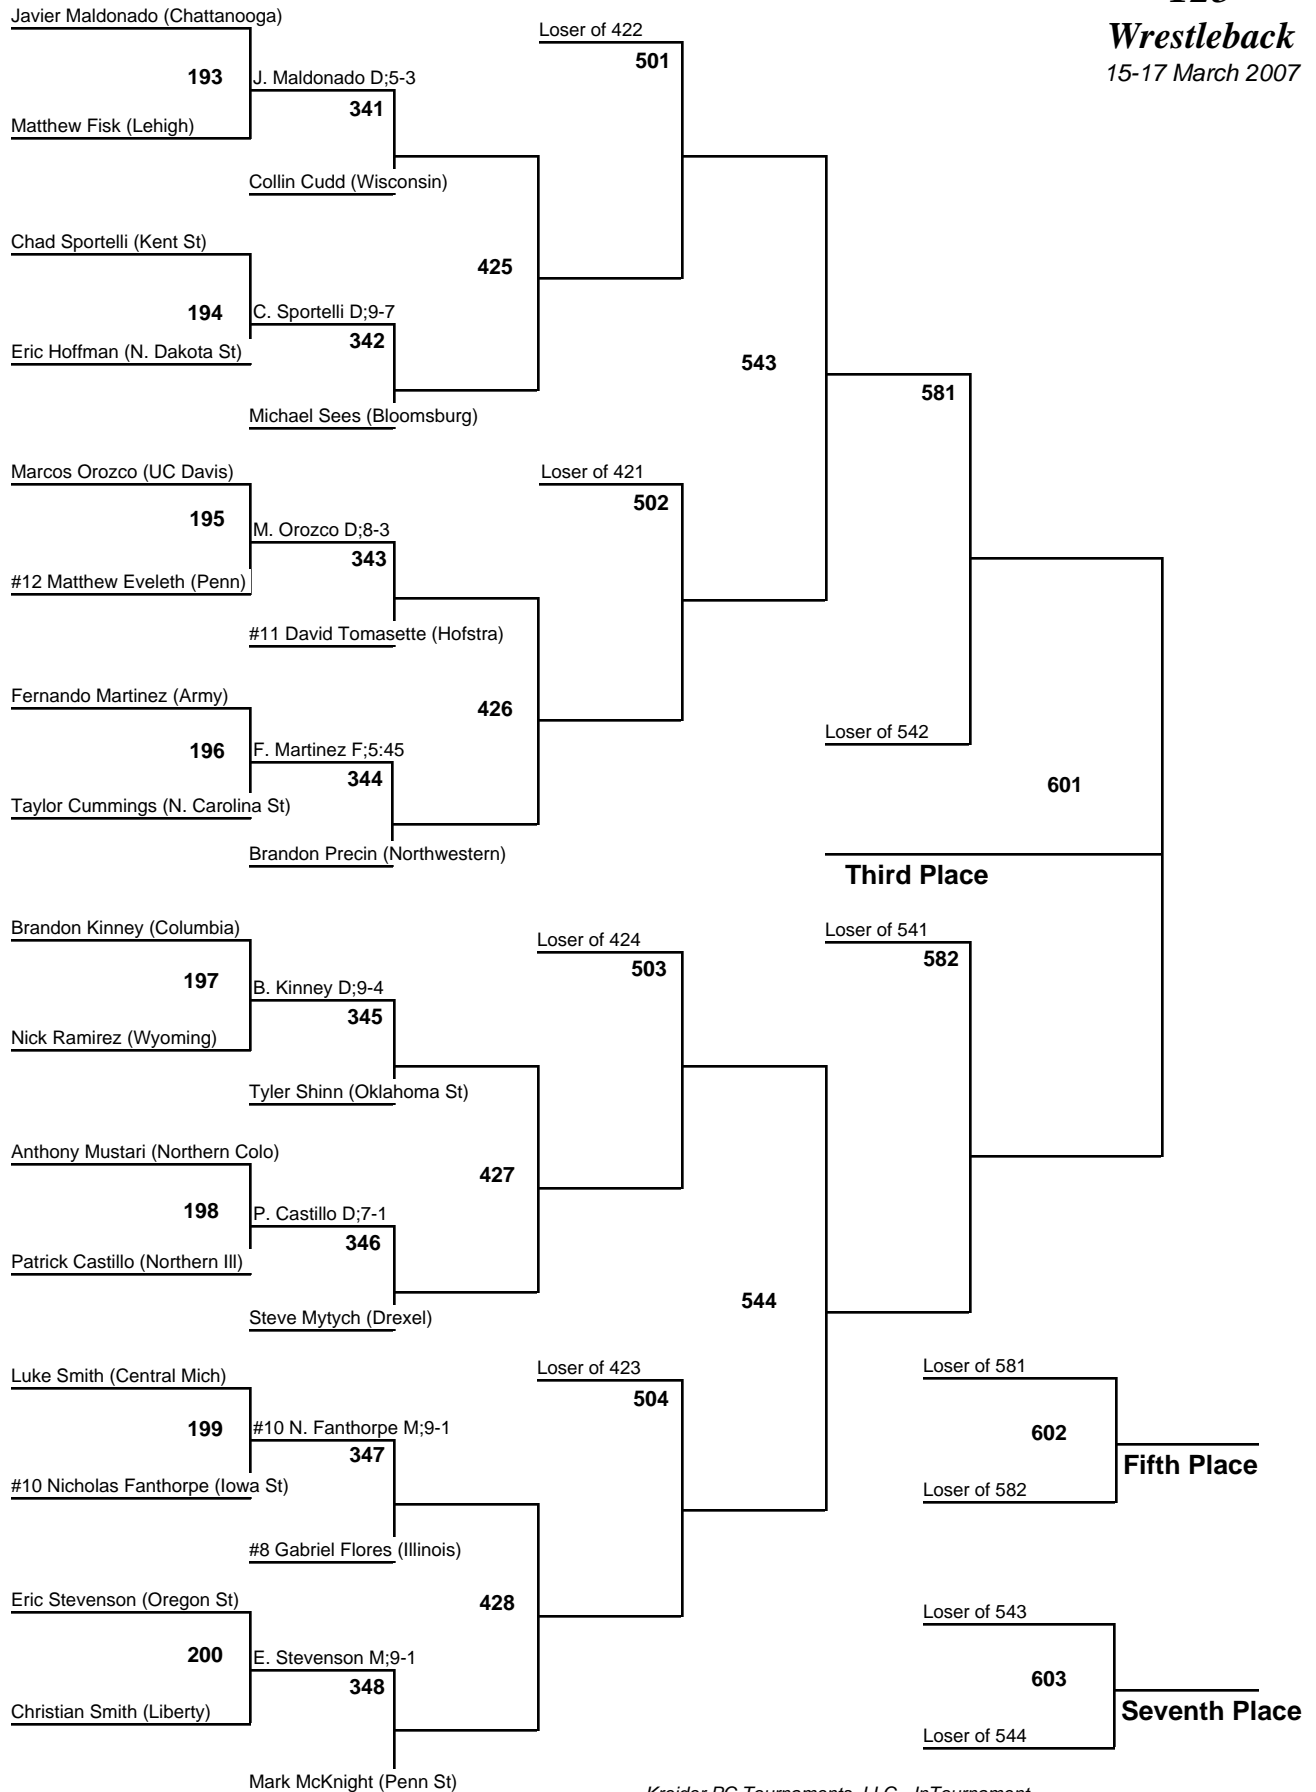 Wrestleback
15-17 March 2007
Javier Maldonado (Chattanooga)
193
Matthew Fisk (Lehigh)
J. Maldonado D;5-3
341
Collin Cudd (Wisconsin)
Chad Sportelli (Kent St)
194
Eric Hoffman (N. Dakota St)
C. Sportelli D;9-7
342
Michael Sees (Bloomsburg)
425
Loser of 422
501
Marcos Orozco (UC Davis)
195
#12 Matthew Eveleth (Penn)
M. Orozco D;8-3
343
#11 David Tomasette (Hofstra)
Fernando Martinez (Army)
196
Taylor Cummings (N. Carolina St)
F. Martinez F;5:45
344
Brandon Precin (Northwestern)
426
Loser of 421
502
543
581
Loser of 542
601
Third Place
Brandon Kinney (Columbia)
197
Nick Ramirez (Wyoming)
B. Kinney D;9-4
345
Tyler Shinn (Oklahoma St)
Anthony Mustari (Northern Colo)
198
Patrick Castillo (Northern Ill)
P. Castillo D;7-1
346
Steve Mytych (Drexel)
427
Loser of 424
503
Luke Smith (Central Mich)
199
#10 Nicholas Fanthorpe (Iowa St)
#10 N. Fanthorpe M;9-1
347
#8 Gabriel Flores (Illinois)
Eric Stevenson (Oregon St)
200
Christian Smith (Liberty)
E. Stevenson M;9-1
348
Mark McKnight (Penn St)
428
Loser of 423
504
544
Loser of 541
582
Loser of 581
602
Loser of 582
Fifth Place
Loser of 543
603
Loser of 544
Seventh Place